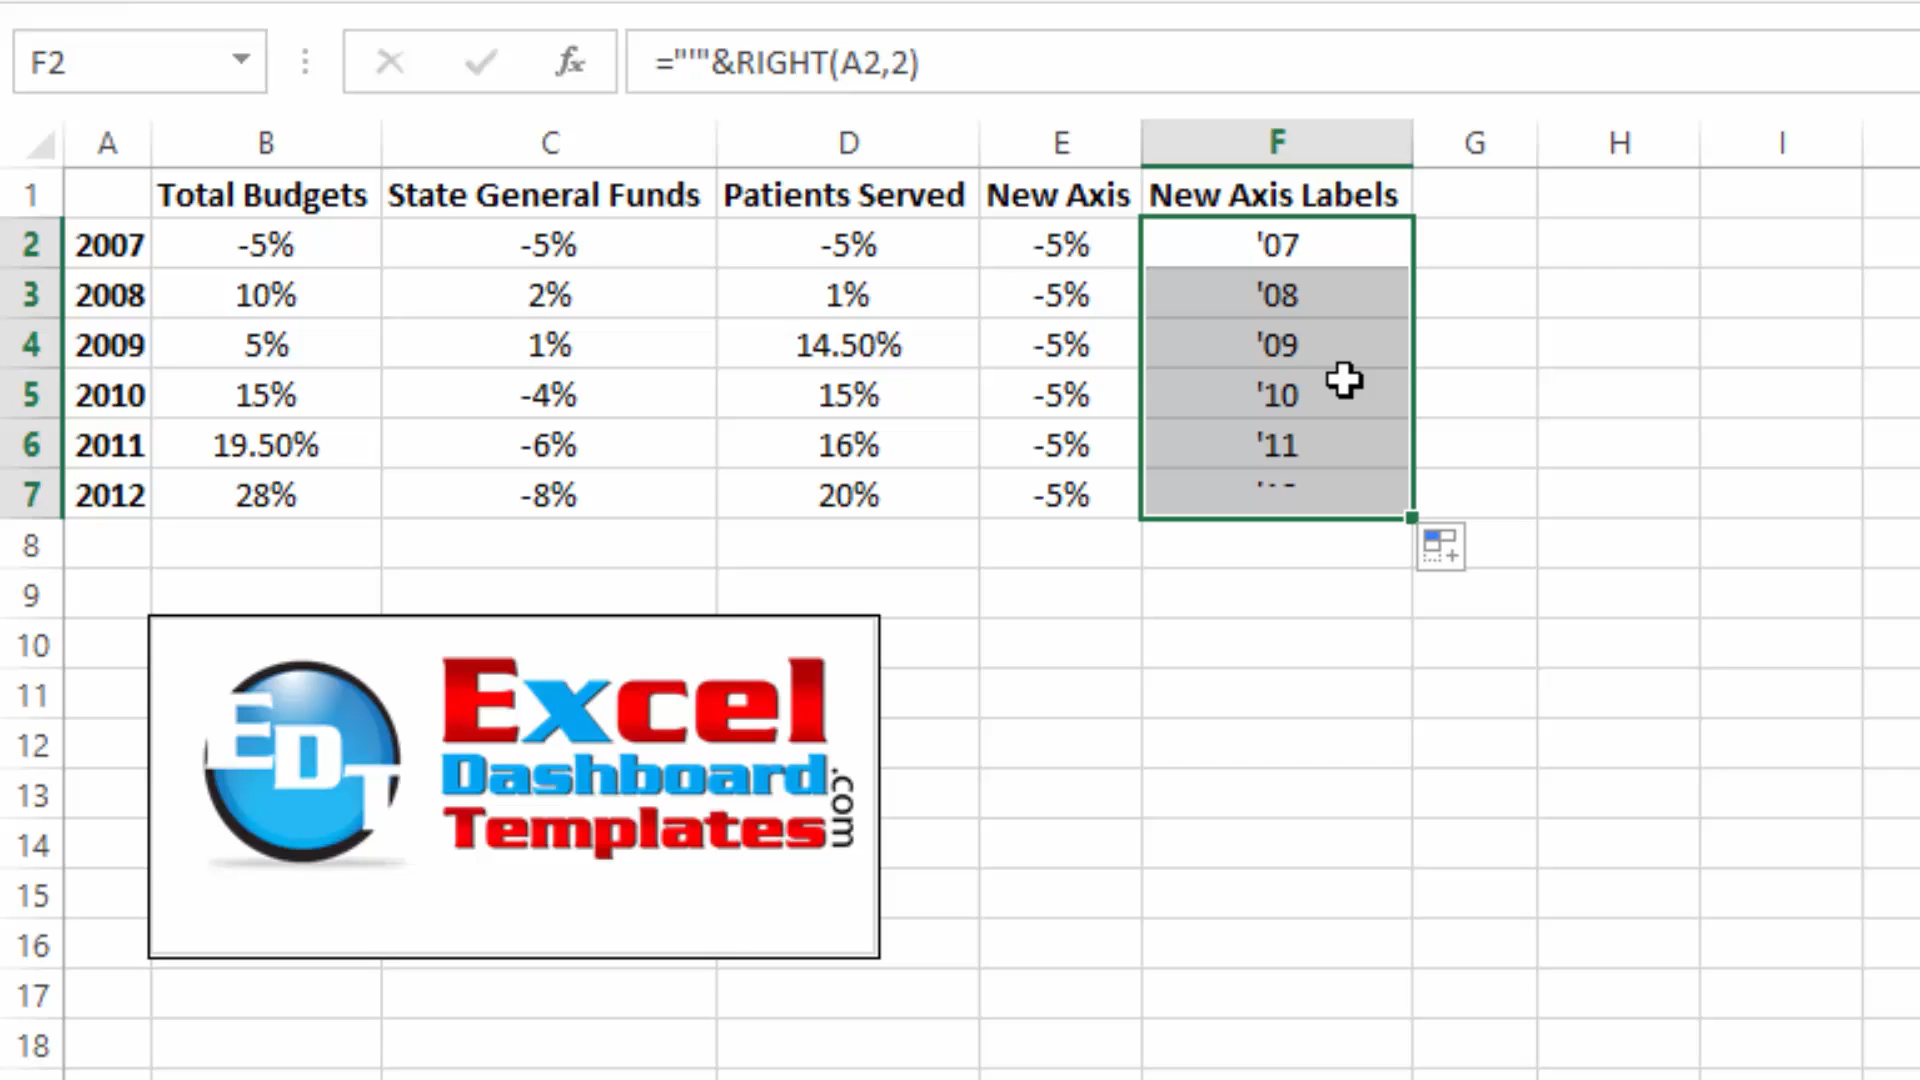 F2 fx ="'"&RIGHT(A2,2)
A B C D E F G H I
1 Total Budgets State General Funds Patients Served New Axis New Axis Labels
2 2007 -5% -5% -5% -5% '07
3 2008 10% 2% 1% -5% '08
4 2009 5% 1% 14.50% -5% '09
5 2010 15% -4% 15% -5% '10
6 2011 19.50% -6% 16% -5% '11
7 2012 28% -8% 20% -5%
8
9
10
11
12
13
14
15
16
17
18
EDT
Excel
Dashboard
Templates
.com